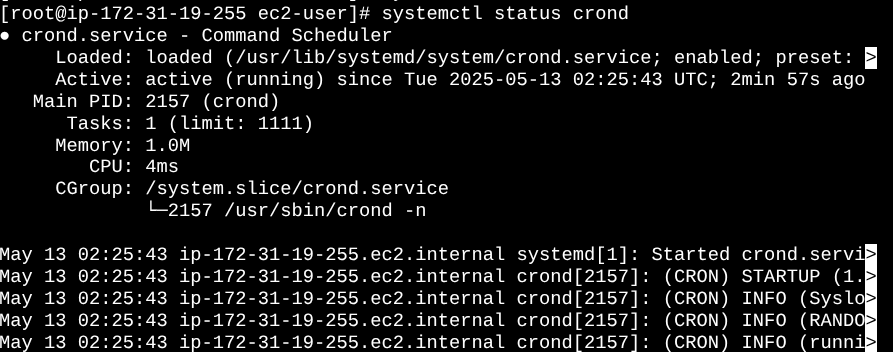 [root@ip-172-31-19-255 ec2-user]# systemctl status crond
● crond.service - Command Scheduler
     Loaded: loaded (/usr/lib/systemd/system/crond.service; enabled; preset: >
     Active: active (running) since Tue 2025-05-13 02:25:43 UTC; 2min 57s ago
   Main PID: 2157 (crond)
      Tasks: 1 (limit: 1111)
     Memory: 1.0M
        CPU: 4ms
     CGroup: /system.slice/crond.service
             └─2157 /usr/sbin/crond -n

May 13 02:25:43 ip-172-31-19-255.ec2.internal systemd[1]: Started crond.servi>
May 13 02:25:43 ip-172-31-19-255.ec2.internal crond[2157]: (CRON) STARTUP (1.>
May 13 02:25:43 ip-172-31-19-255.ec2.internal crond[2157]: (CRON) INFO (Syslo>
May 13 02:25:43 ip-172-31-19-255.ec2.internal crond[2157]: (CRON) INFO (RANDO>
May 13 02:25:43 ip-172-31-19-255.ec2.internal crond[2157]: (CRON) INFO (runni>